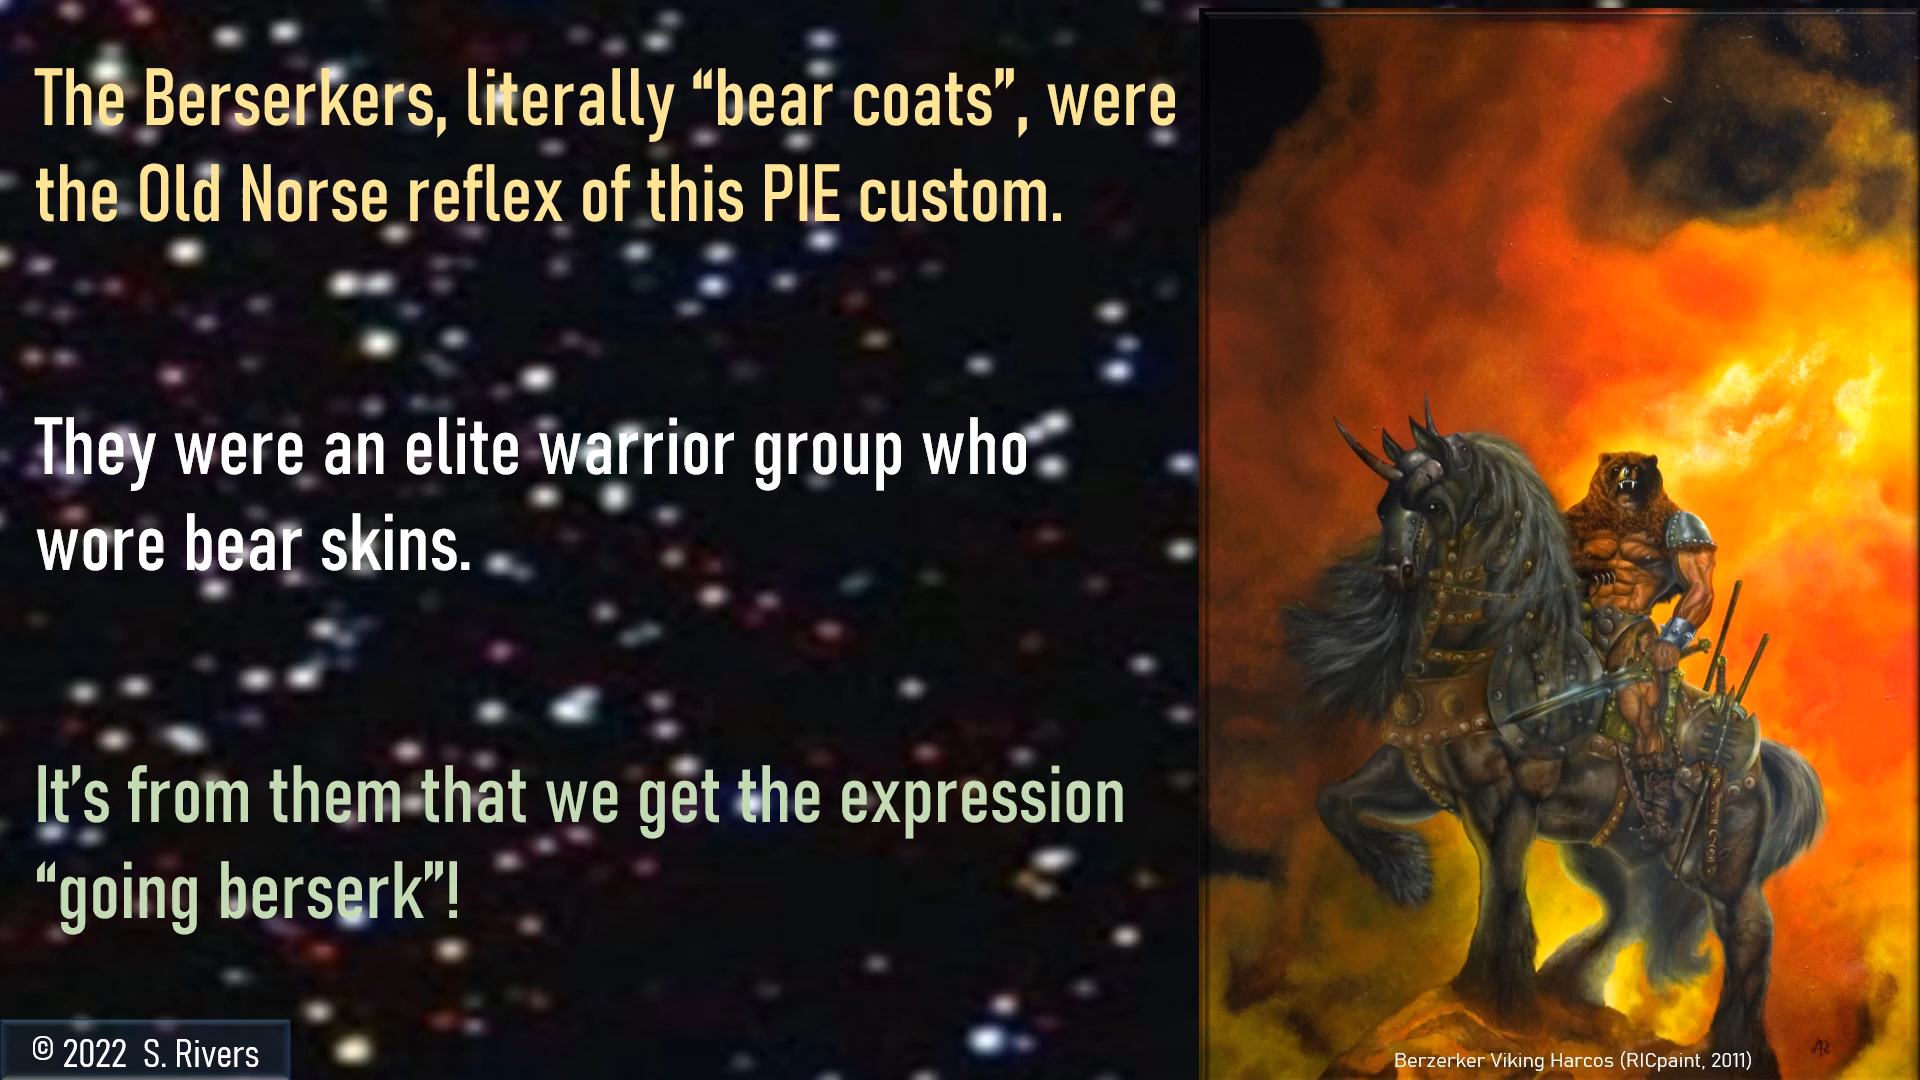 The Berserkers, literally “bear coats”, were
the Old Norse reflex of this PIE custom.
They were an elite warrior group who
wore bear skins.
It’s from them that we get the expression
“going berserk”!
© 2022 S. Rivers
Berzerker Viking Harcos (RICpaint, 2011)